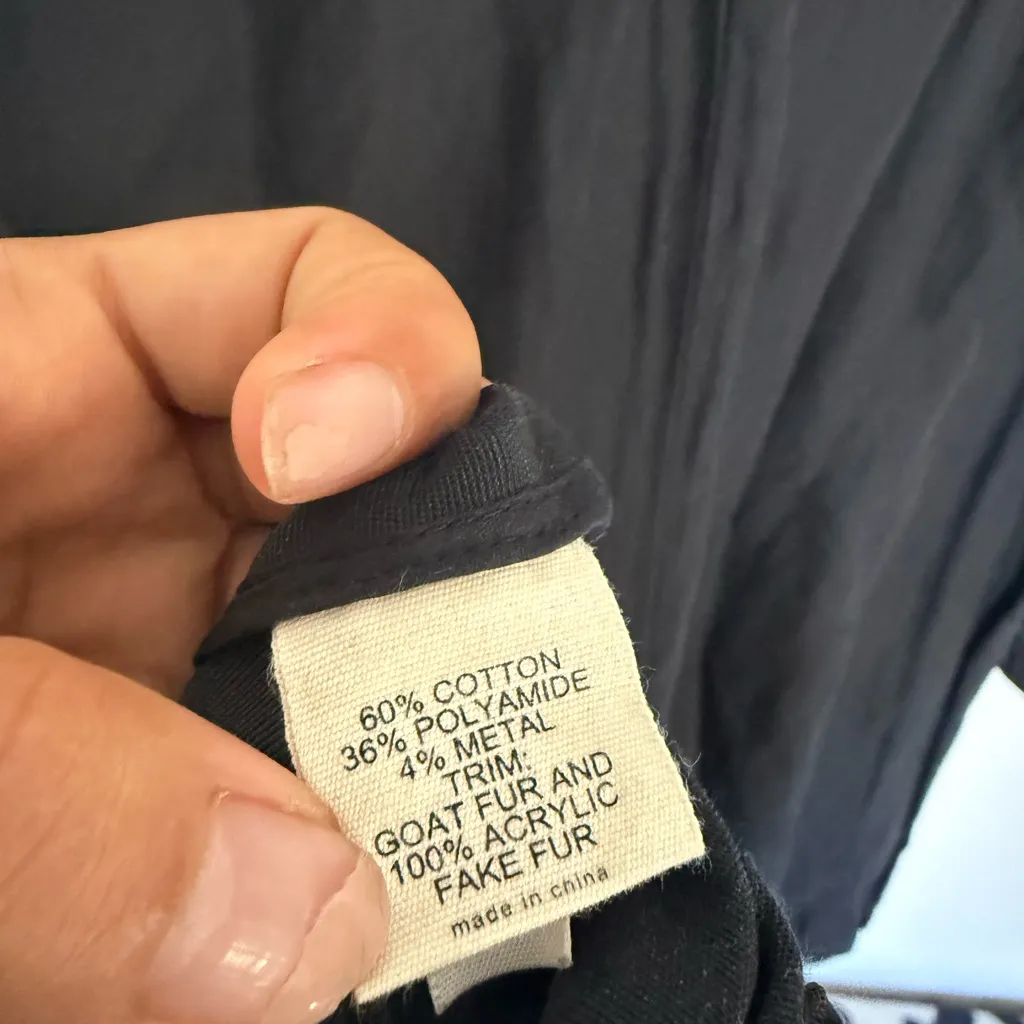 60% COTTON
36% POLYAMIDE
4% METAL
TRIM:
GOAT FUR AND
100% ACRYLIC
FAKE FUR
made in china